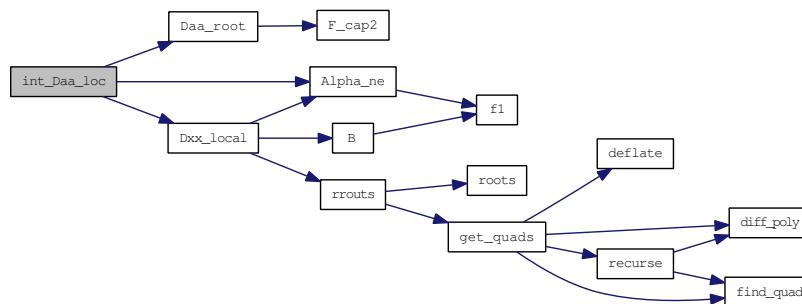 Daa_root
F_cap2
int_Daa_loc
Alpha_ne
f1
Dxx_local
B
deflate
rrouts
roots
get_quads
diff_poly
recurse
find_quad